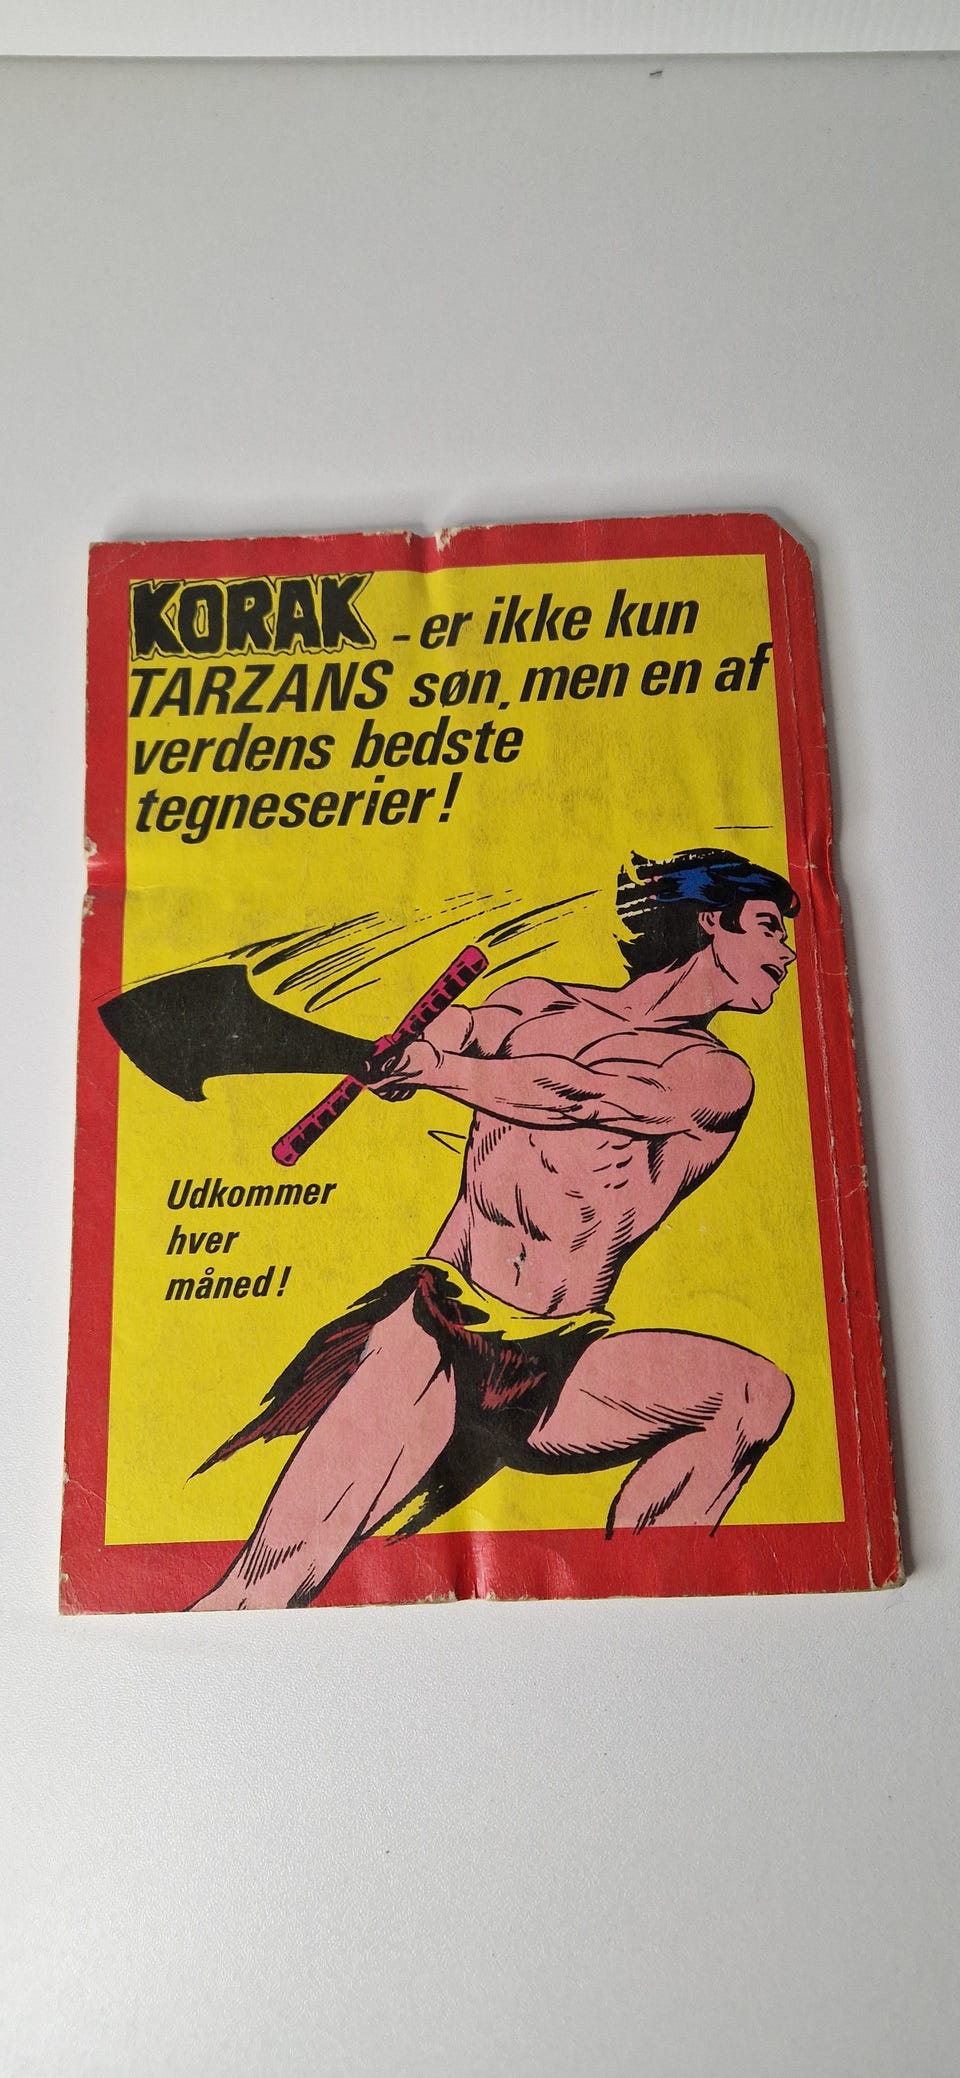 KORAK - er ikke kun
TARZANS søn, men en af
verdens bedste
tegneserier!
Udkommer
hver
måned!